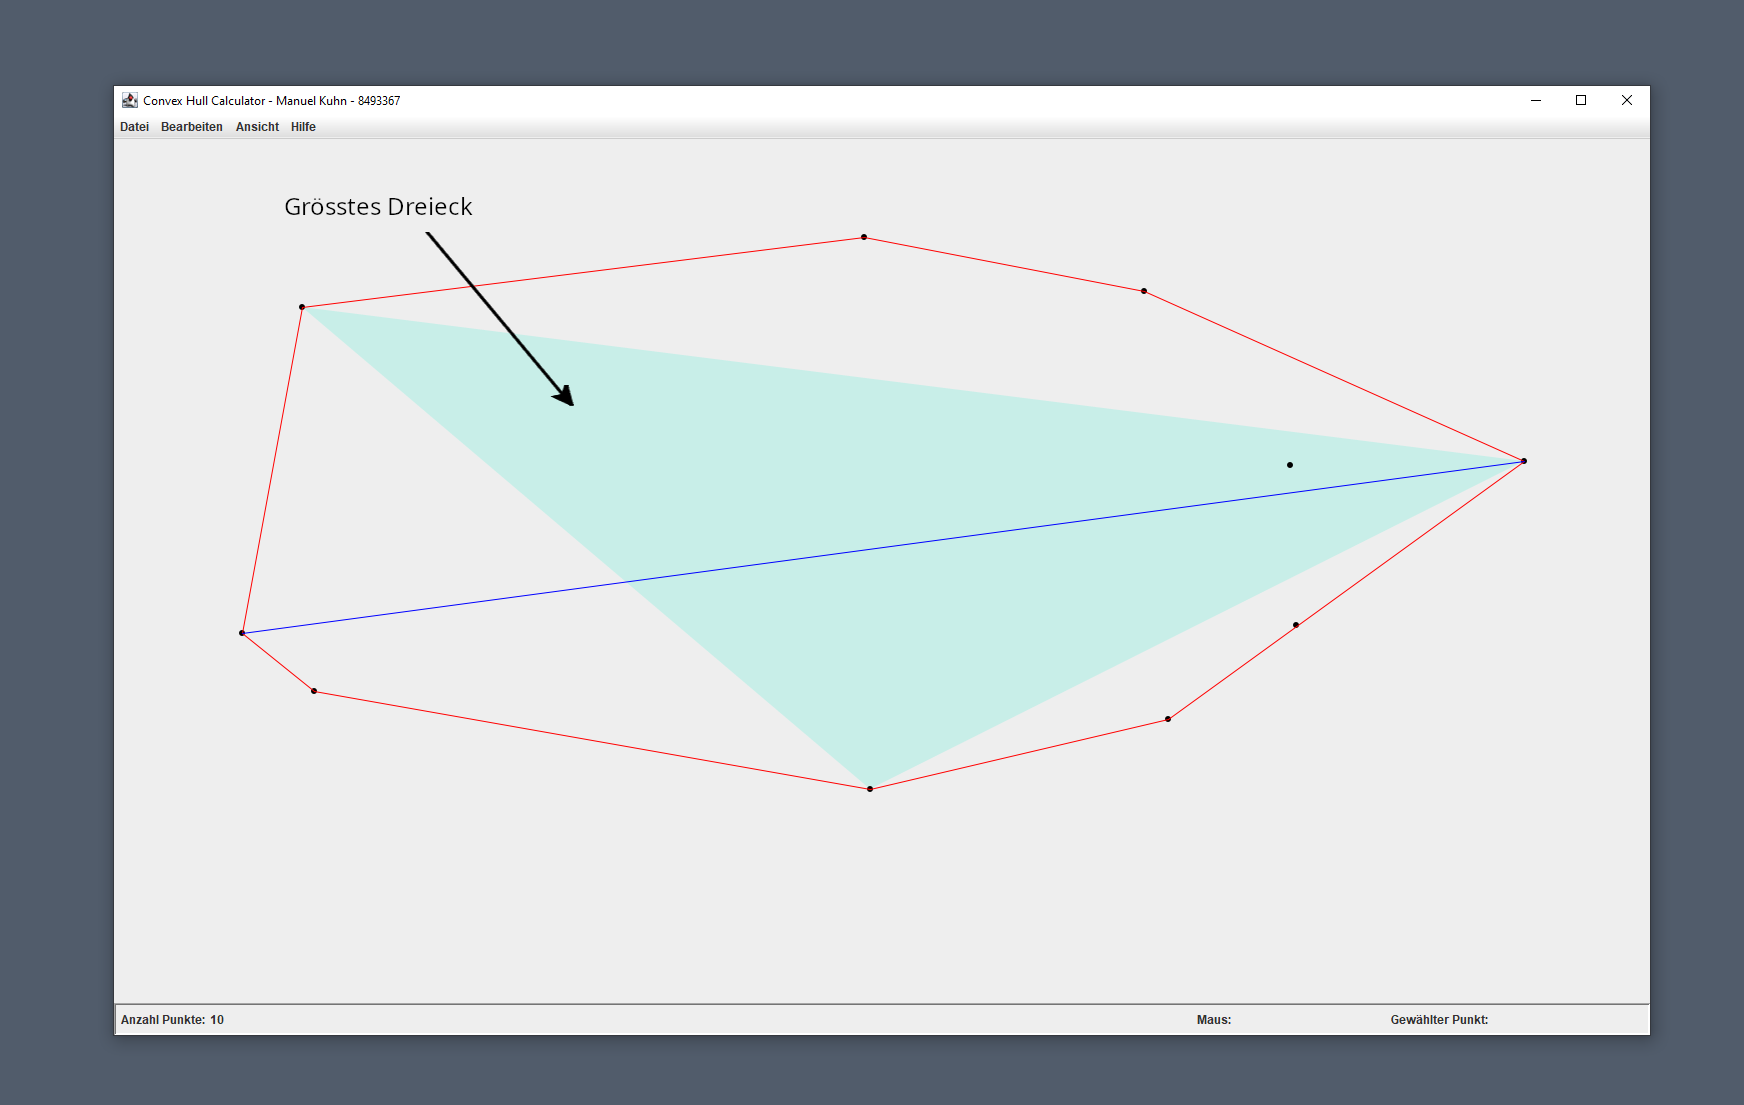 Convex Hull Calculator - Manuel Kuhn - 8493367
Datei Bearbeiten Ansicht Hilfe
Grösstes Dreieck
Anzahl Punkte: 10 Maus: Gewählter Punkt: